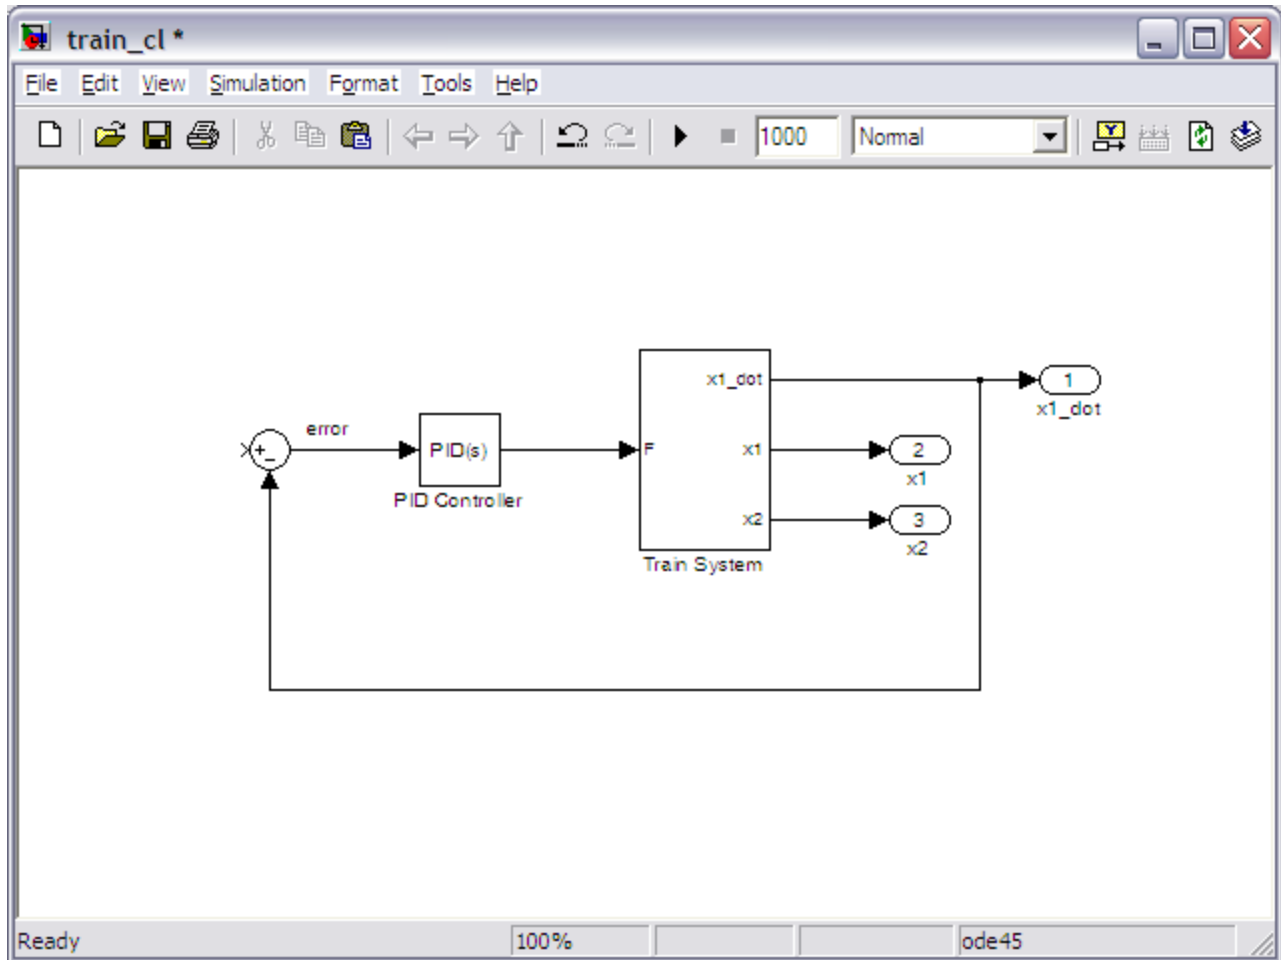 train_cl *
File Edit View Simulation Format Tools Help
1000 Normal
x1_dot
1
x1_dot
error
+
-
PID(s)
PID Controller
F
x1
2
x1
x2
3
x2
Train System
Ready 100% ode45